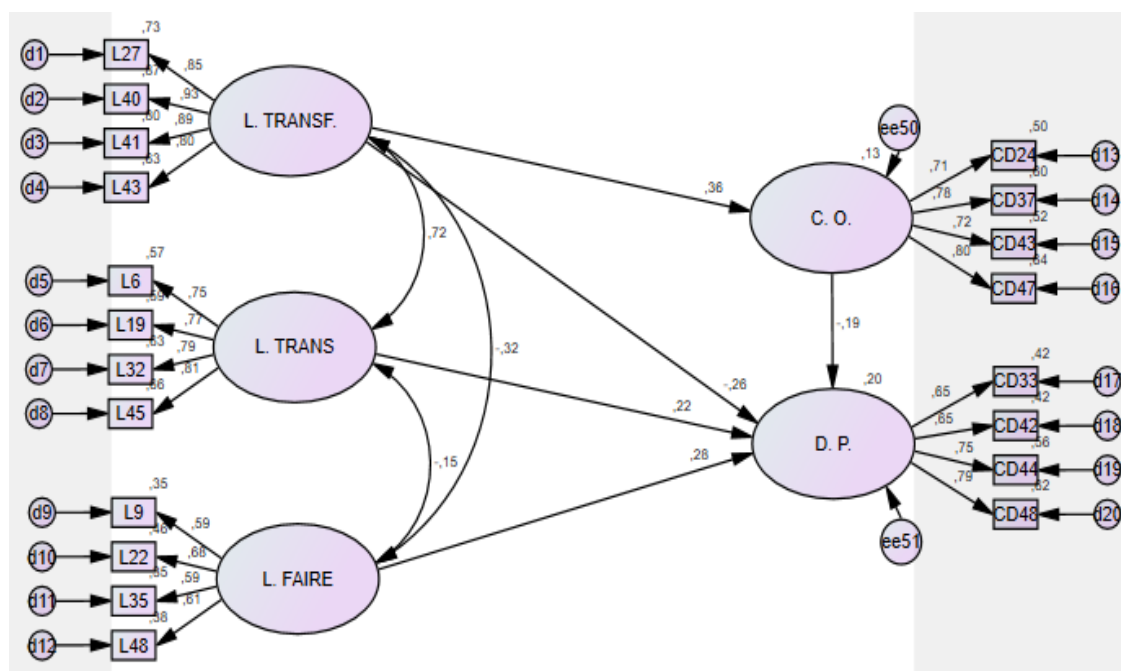 ,73
d1 L27 ,85
,87
d2 L40 ,93
L. TRANSF.
,80
d3 L41 ,89
,63
d4 L43 ,80
,57
d5 L6 ,75
,59
d6 L19 ,77
L. TRANS
,63
d7 L32 ,79
,66
d8 L45 ,81
,35
d9 L9 ,59
,46
d10 L22 ,68
L. FAIRE
,35
d11 L35 ,59
,38
d12 L48 ,61
,72
-,32
-,15
,36
-,26
,22
,28
-,19
ee50
,13
C. O.
,50
,71 CD24 d13
,60
,78 CD37 d14
,52
,72 CD43 d15
,64
,80 CD47 d16
,20
D. P.
ee51
,42
,65 CD33 d17
,42
,65 CD42 d18
,56
,75 CD44 d19
,62
,79 CD48 d20